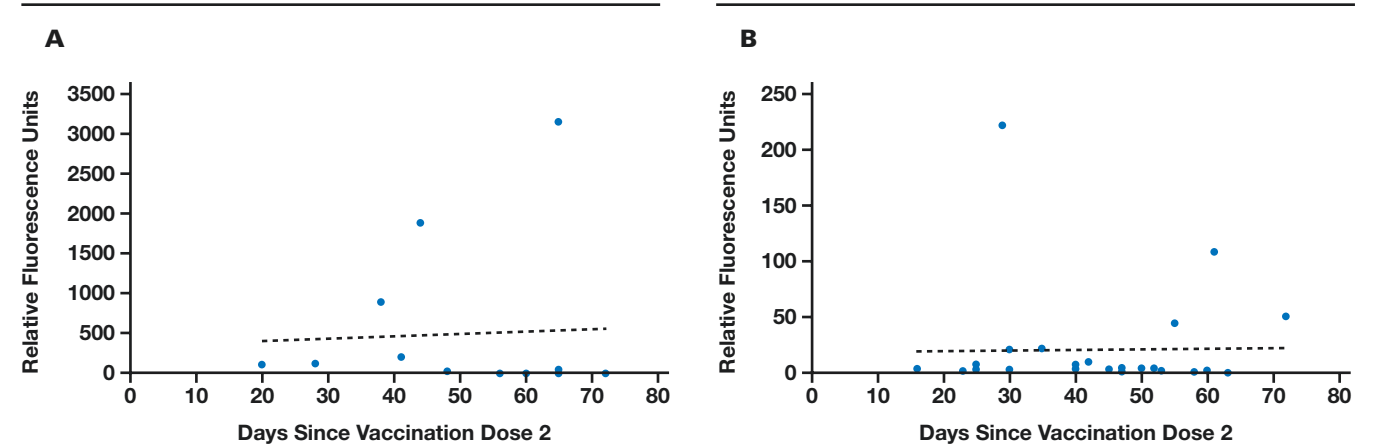 A
Relative Fluorescence Units
3500
3000
2500
2000
1500
1000
500
0
0 10 20 30 40 50 60 70 80
Days Since Vaccination Dose 2
B
Relative Fluorescence Units
250
200
150
100
50
0
0 10 20 30 40 50 60 70 80
Days Since Vaccination Dose 2